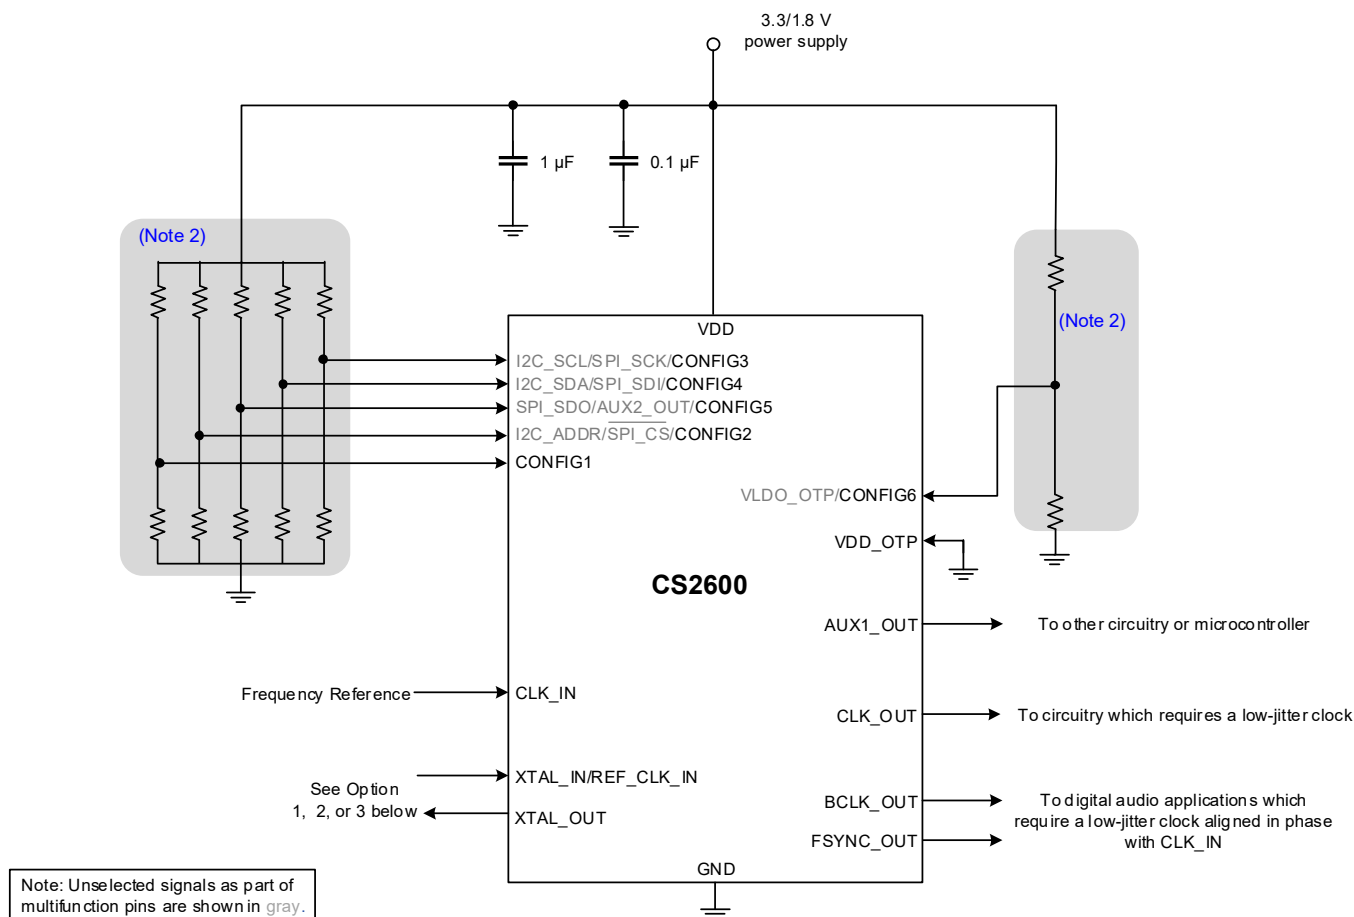 3.3/1.8 V
power supply
1 µF
0.1 µF
(Note 2)
(Note 2)
VDD
I2C_SCL/SPI_SCK/CONFIG3
I2C_SDA/SPI_SDI/CONFIG4
SPI_SDO/AUX2_OUT/CONFIG5
I2C_ADDR/SPI_CS/CONFIG2
CONFIG1
VLDO_OTP/CONFIG6
VDD_OTP
CS2600
AUX1_OUT
To other circuitry or microcontroller
Frequency Reference
CLK_IN
CLK_OUT
To circuitry which requires a low-jitter clock
XTAL_IN/REF_CLK_IN
See Option
1, 2, or 3 below
XTAL_OUT
BCLK_OUT
FSYNC_OUT
To digital audio applications which
require a low-jitter clock aligned in phase
with CLK_IN
GND
Note: Unselected signals as part of
multifunction pins are shown in gray.